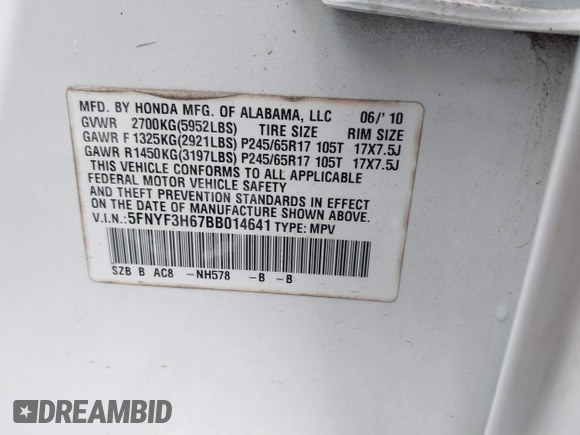 MFD. BY HONDA MFG. OF ALABAMA, LLC 06/' 10
GVWR 2700KG(5952LBS) TIRE SIZE RIM SIZE
GAWR F 1325KG(2921LBS) P245/65R17 105T 17X7.5J
GAWR R1450KG(3197LBS) P245/65R17 105T 17X7.5J
THIS VEHICLE CONFORMS TO ALL APPLICABLE
FEDERAL MOTOR VEHICLE SAFETY
AND THEFT PREVENTION STANDARDS IN EFFECT
ON THE DATE OF MANUFACTURE SHOWN ABOVE.
V.I.N.: 5FNYF3H67BB014641 TYPE: MPV
SZB B AC8 -NH578 -B -B
DREAMBID